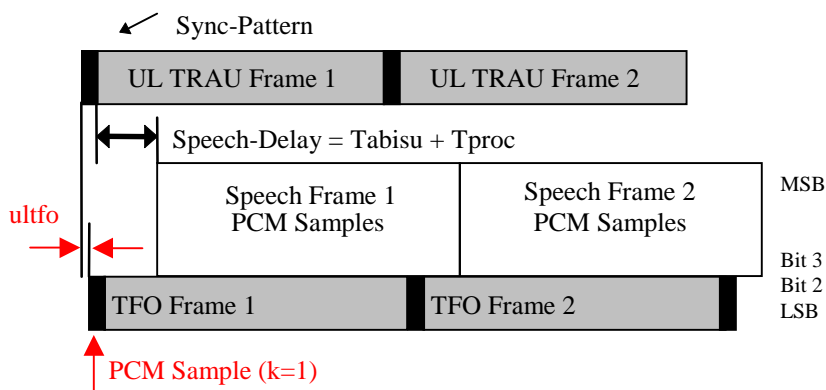 Sync-Pattern
UL TRAU Frame 1
UL TRAU Frame 2
Speech-Delay = Tabisu + Tproc
Speech Frame 1
PCM Samples
Speech Frame 2
PCM Samples
MSB
ultfo
Bit 3
Bit 2
LSB
TFO Frame 1
TFO Frame 2
PCM Sample (k=1)